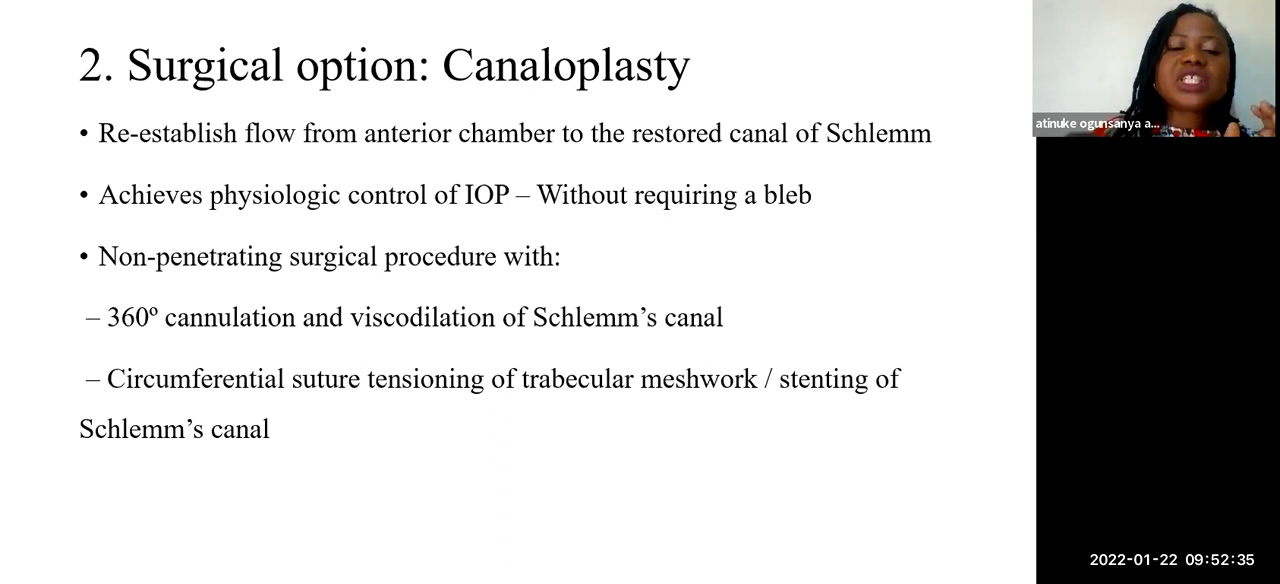 2. Surgical option: Canaloplasty
• Re-establish flow from anterior chamber to the restored canal of Schlemm
• Achieves physiologic control of IOP – Without requiring a bleb
• Non-penetrating surgical procedure with:
– 360º cannulation and viscodilation of Schlemm’s canal
– Circumferential suture tensioning of trabecular meshwork / stenting of
Schlemm’s canal
atinuke ogunsanya a...
2022-01-22 09:52:35